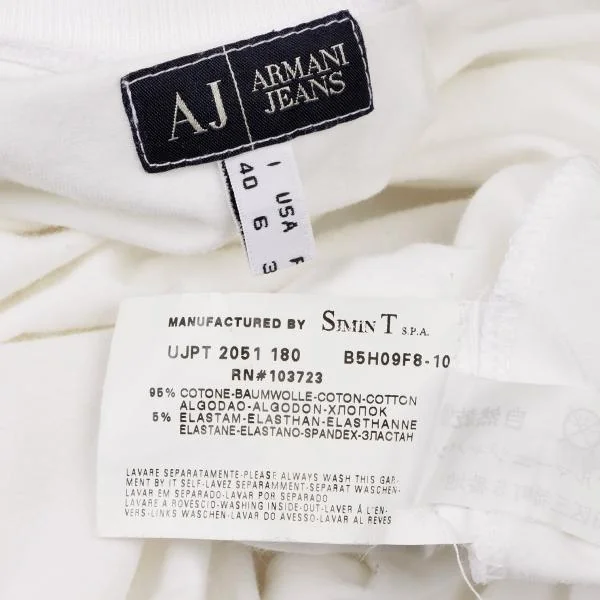 AJ
ARMANI
JEANS
I USA F
40 6 3
MANUFACTURED BY SIMINT S.P.A.
UJPT 2051 180 B5H09F8-10
RN#103723
95% COTONE-BAUMWOLLE-COTON-COTTON
ALGODAO-ALGODON-ХЛОПОК
5% ELASTAM-ELASTHAN-ELASTHANNE
ELASTANE-ELASTANO-SPANDEX-ЭЛАСТАН
LAVARE SEPARATAMENTE-PLEASE ALWAYS WASH THIS GAR-
MENT BY IT SELF-LAVEZ SEPARAMMENT-SEPARAT WASCHEN-
LAVAR EM SEPARADO-LAVAR POR SEPARADO
LAVARE A ROVESCIO-WASHING INSIDE-OUT-LAVER À L'EN-
VERS-LINKS WASCHEN-LAVAR DO AVESSO-LAVAR AL REVES
自然